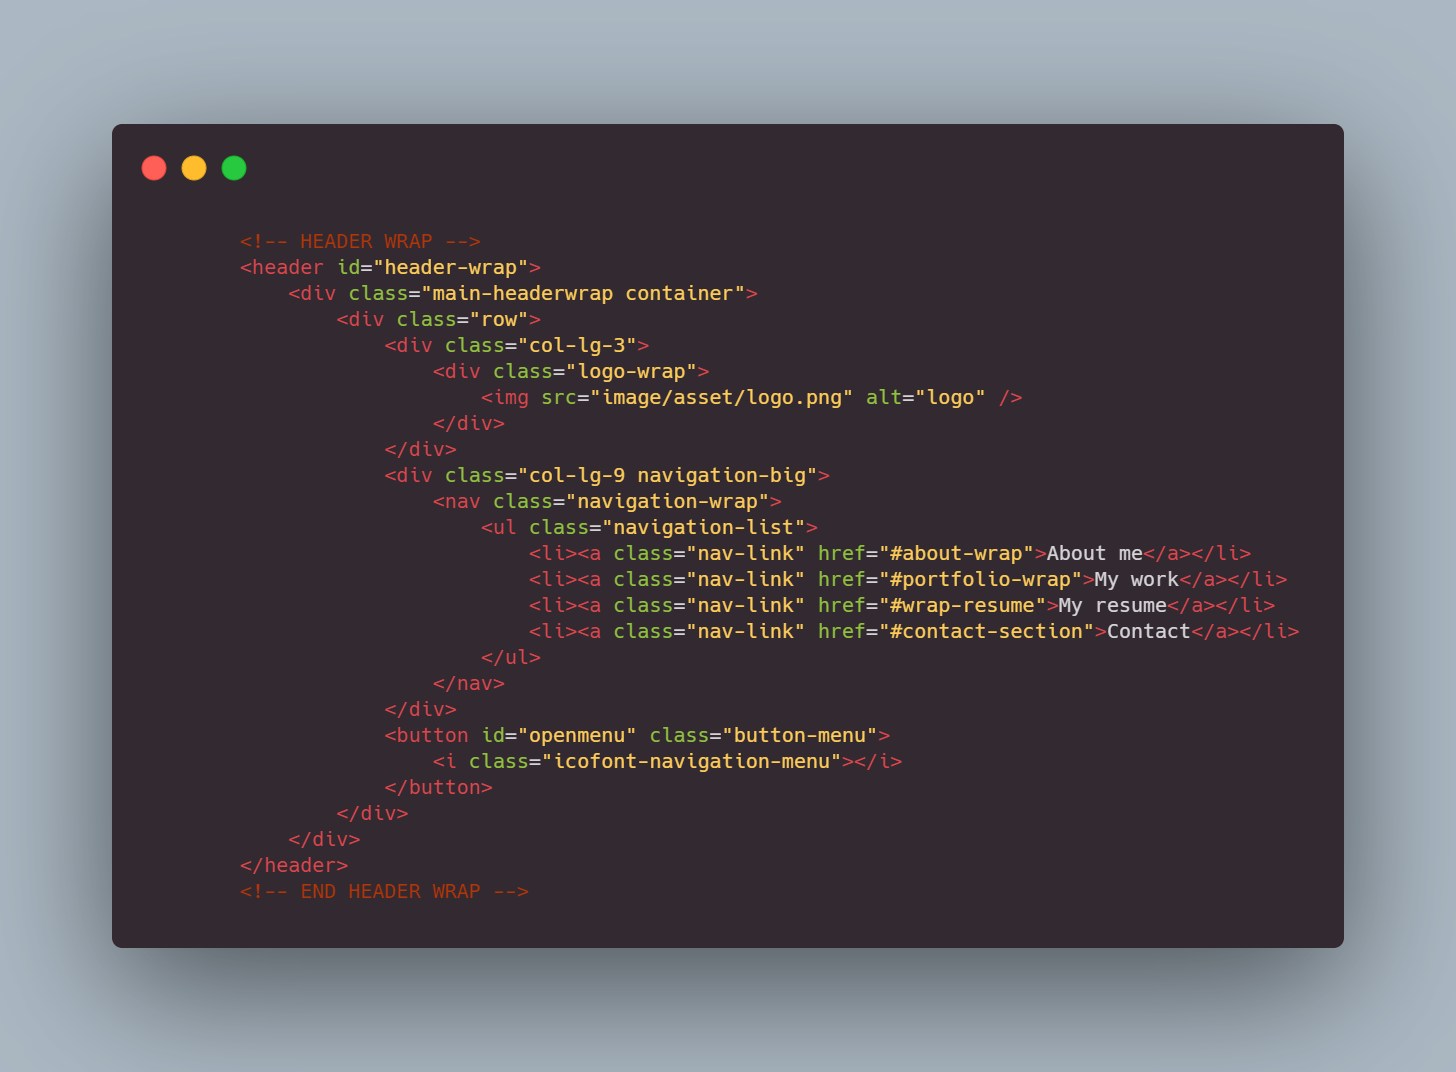 <!-- HEADER WRAP -->
<header id="header-wrap">
    <div class="main-headerwrap container">
        <div class="row">
            <div class="col-lg-3">
                <div class="logo-wrap">
                    <img src="image/asset/logo.png" alt="logo" />
                </div>
            </div>
            <div class="col-lg-9 navigation-big">
                <nav class="navigation-wrap">
                    <ul class="navigation-list">
                        <li><a class="nav-link" href="#about-wrap">About me</a></li>
                        <li><a class="nav-link" href="#portfolio-wrap">My work</a></li>
                        <li><a class="nav-link" href="#wrap-resume">My resume</a></li>
                        <li><a class="nav-link" href="#contact-section">Contact</a></li>
                    </ul>
                </nav>
            </div>
            <button id="openmenu" class="button-menu">
                <i class="icofont-navigation-menu"></i>
            </button>
        </div>
    </div>
</header>
<!-- END HEADER WRAP -->